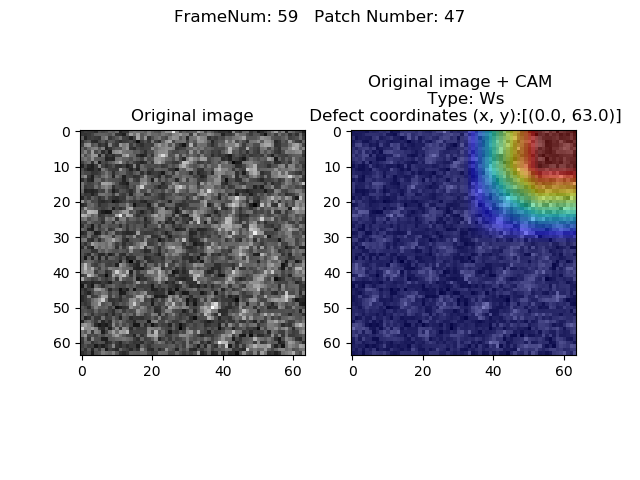 FrameNum: 59   Patch Number: 47
Original image
Original image + CAM
Type: Ws
Defect coordinates (x, y):[(0.0, 63.0)]
0
10
20
30
40
50
60
0 20 40 60
0
10
20
30
40
50
60
0 20 40 60